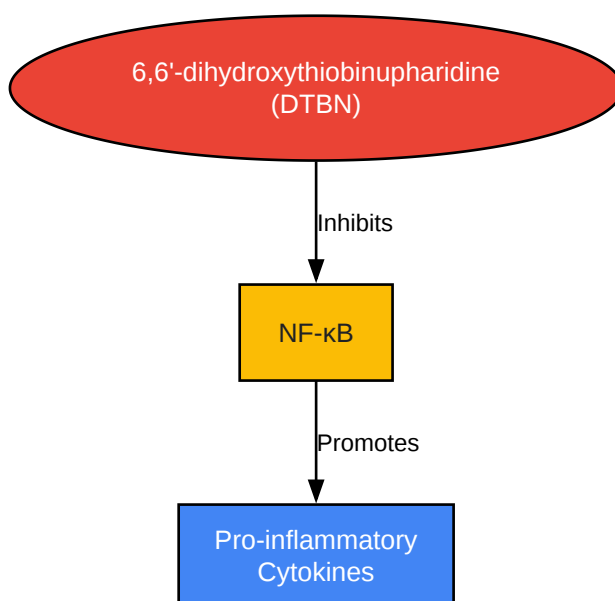 6,6'-dihydroxythiobinupharidine
(DTBN)
Inhibits
NF-κB
Promotes
Pro-inflammatory
Cytokines